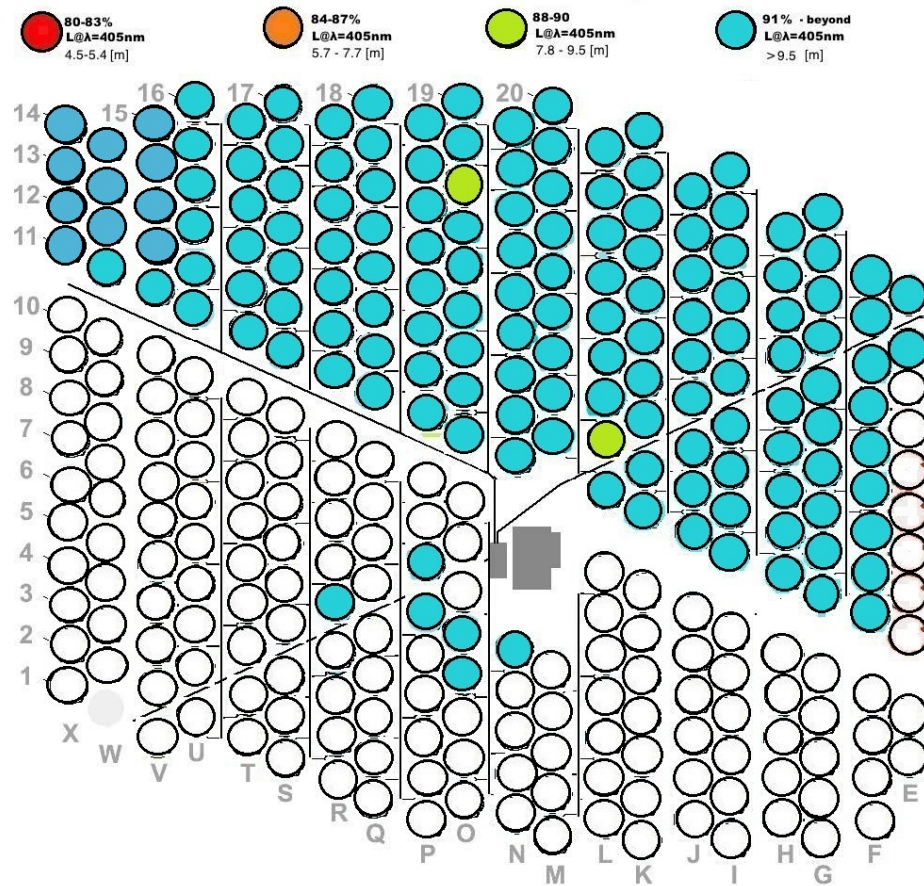 80-83%
L@λ=405nm
4.5-5.4 [m]
84-87%
L@λ=405nm
5.7 - 7.7 [m]
88-90
L@λ=405nm
7.8 - 9.5 [m]
91% - beyond
L@λ=405nm
>9.5 [m]
14 15 16 17 18 19 20
13
12
11
10
9
8
7
6
5
4
3
2
1
X W V U T S R Q P O N M L K J I H G F E